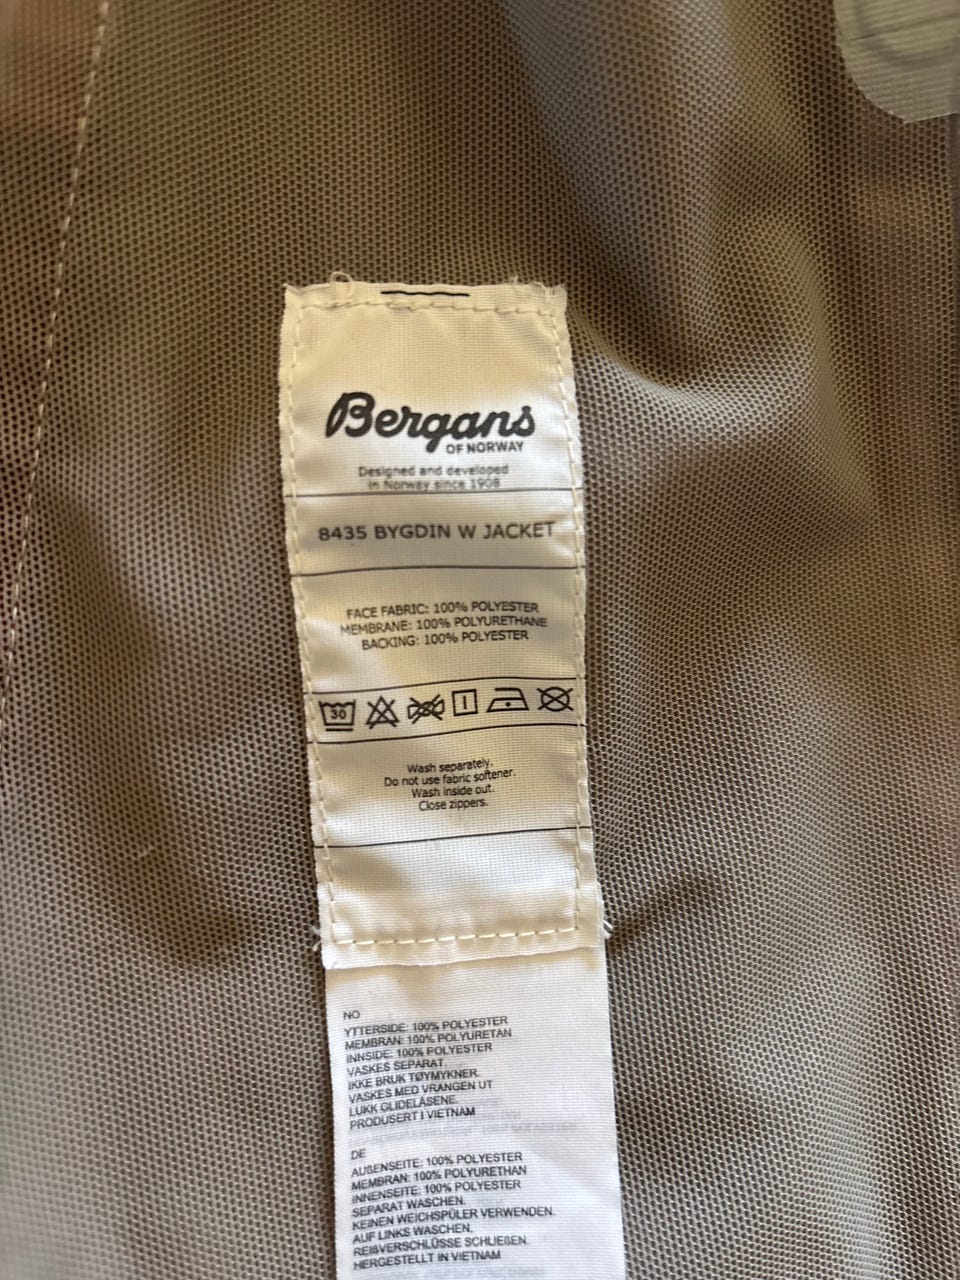 Bergans
OF NORWAY
Designed and developed
in Norway since 1908
8435 BYGDIN W JACKET
FACE FABRIC: 100% POLYESTER
MEMBRANE: 100% POLYURETHANE
BACKING: 100% POLYESTER
30
Wash separately.
Do not use fabric softener.
Wash inside out.
Close zippers.
NO
YTTERSIDE: 100% POLYESTER
MEMBRAN: 100% POLYURETAN
INNSIDE: 100% POLYESTER
VASKES SEPARAT.
IKKE BRUK TØYMYKNER.
VASKES MED VRANGEN UT
LUKK GLIDELÅSENE.
PRODUSERT I VIETNAM
DE
AUßENSEITE: 100% POLYESTER
MEMBRAN: 100% POLYURETHAN
INNENSEITE: 100% POLYESTER
SEPARAT WASCHEN.
KEINEN WEICHSPÜLER VERWENDEN.
AUF LINKS WASCHEN.
REIßVERSCHLÜSSE SCHLIEßEN.
HERGESTELLT IN VIETNAM